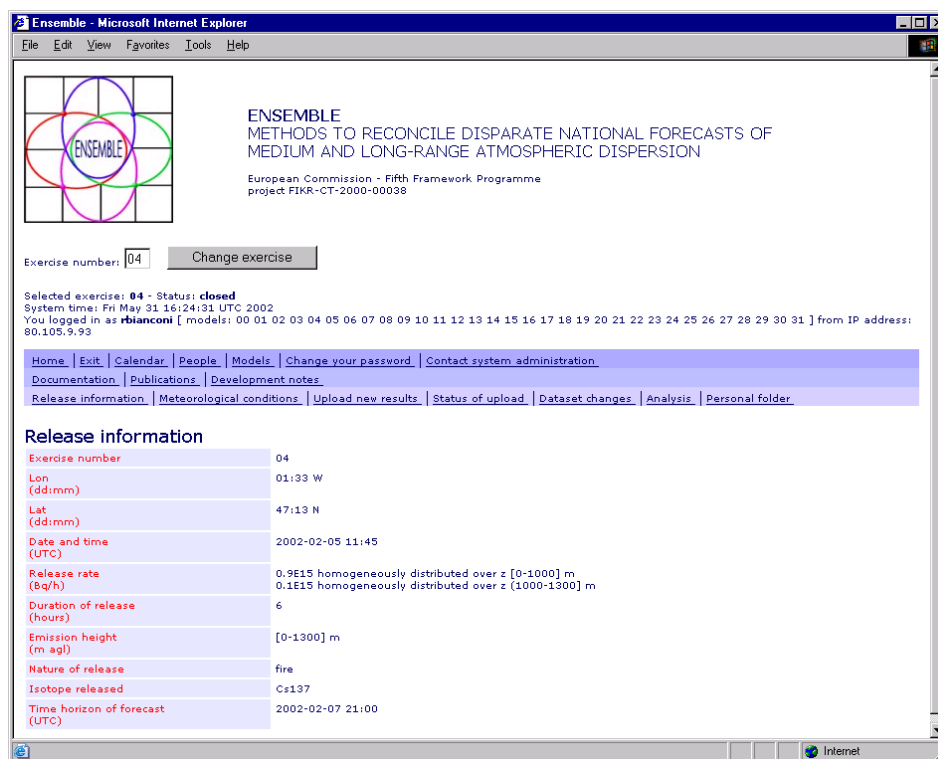 Ensemble - Microsoft Internet Explorer
File Edit View Favorites Tools Help
ENSEMBLE
ENSEMBLE
METHODS TO RECONCILE DISPARATE NATIONAL FORECASTS OF
MEDIUM AND LONG-RANGE ATMOSPHERIC DISPERSION
European Commission - Fifth Framework Programme
project FIKR-CT-2000-00038
Exercise number: 04 Change exercise
Selected exercise: 04 - Status: closed
System time: Fri May 31 16:24:31 UTC 2002
You logged in as rbianconi [ models: 00 01 02 03 04 05 06 07 08 09 10 11 12 13 14 15 16 17 18 19 20 21 22 23 24 25 26 27 28 29 30 31 ] from IP address:
80.105.9.93
Home | Exit | Calendar | People | Models | Change your password | Contact system administration
Documentation | Publications | Development notes
Release information | Meteorological conditions | Upload new results | Status of upload | Dataset changes | Analysis | Personal folder
Release information
Exercise number 04
Lon 01:33 W
(dd:mm)
Lat 47:13 N
(dd:mm)
Date and time 2002-02-05 11:45
(UTC)
Release rate 0.9E15 homogeneously distributed over z [0-1000] m
(Bq/h) 0.1E15 homogeneously distributed over z (1000-1300] m
Duration of release 6
(hours)
Emission height [0-1300] m
(m agl)
Nature of release fire
Isotope released Cs137
Time horizon of forecast 2002-02-07 21:00
(UTC)
Internet